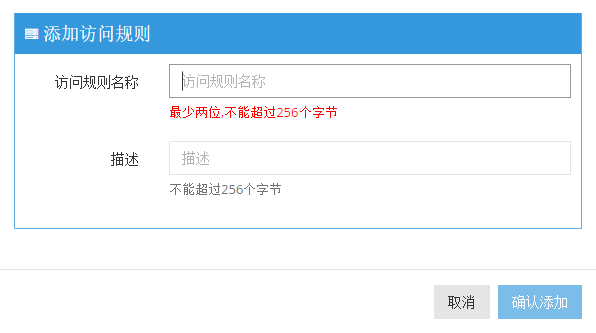 添加访问规则
访问规则名称
访问规则名称
最少两位,不能超过256个字节
描述
描述
不能超过256个字节
取消
确认添加